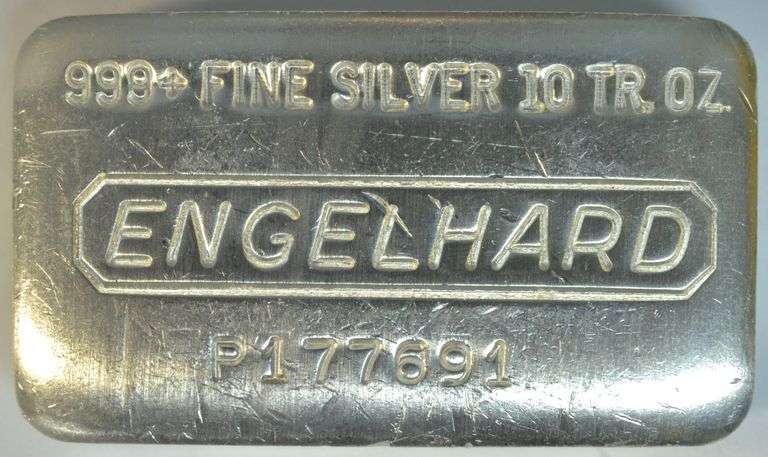 999+ FINE SILVER 10 TR. OZ.
ENGELHARD
P177691